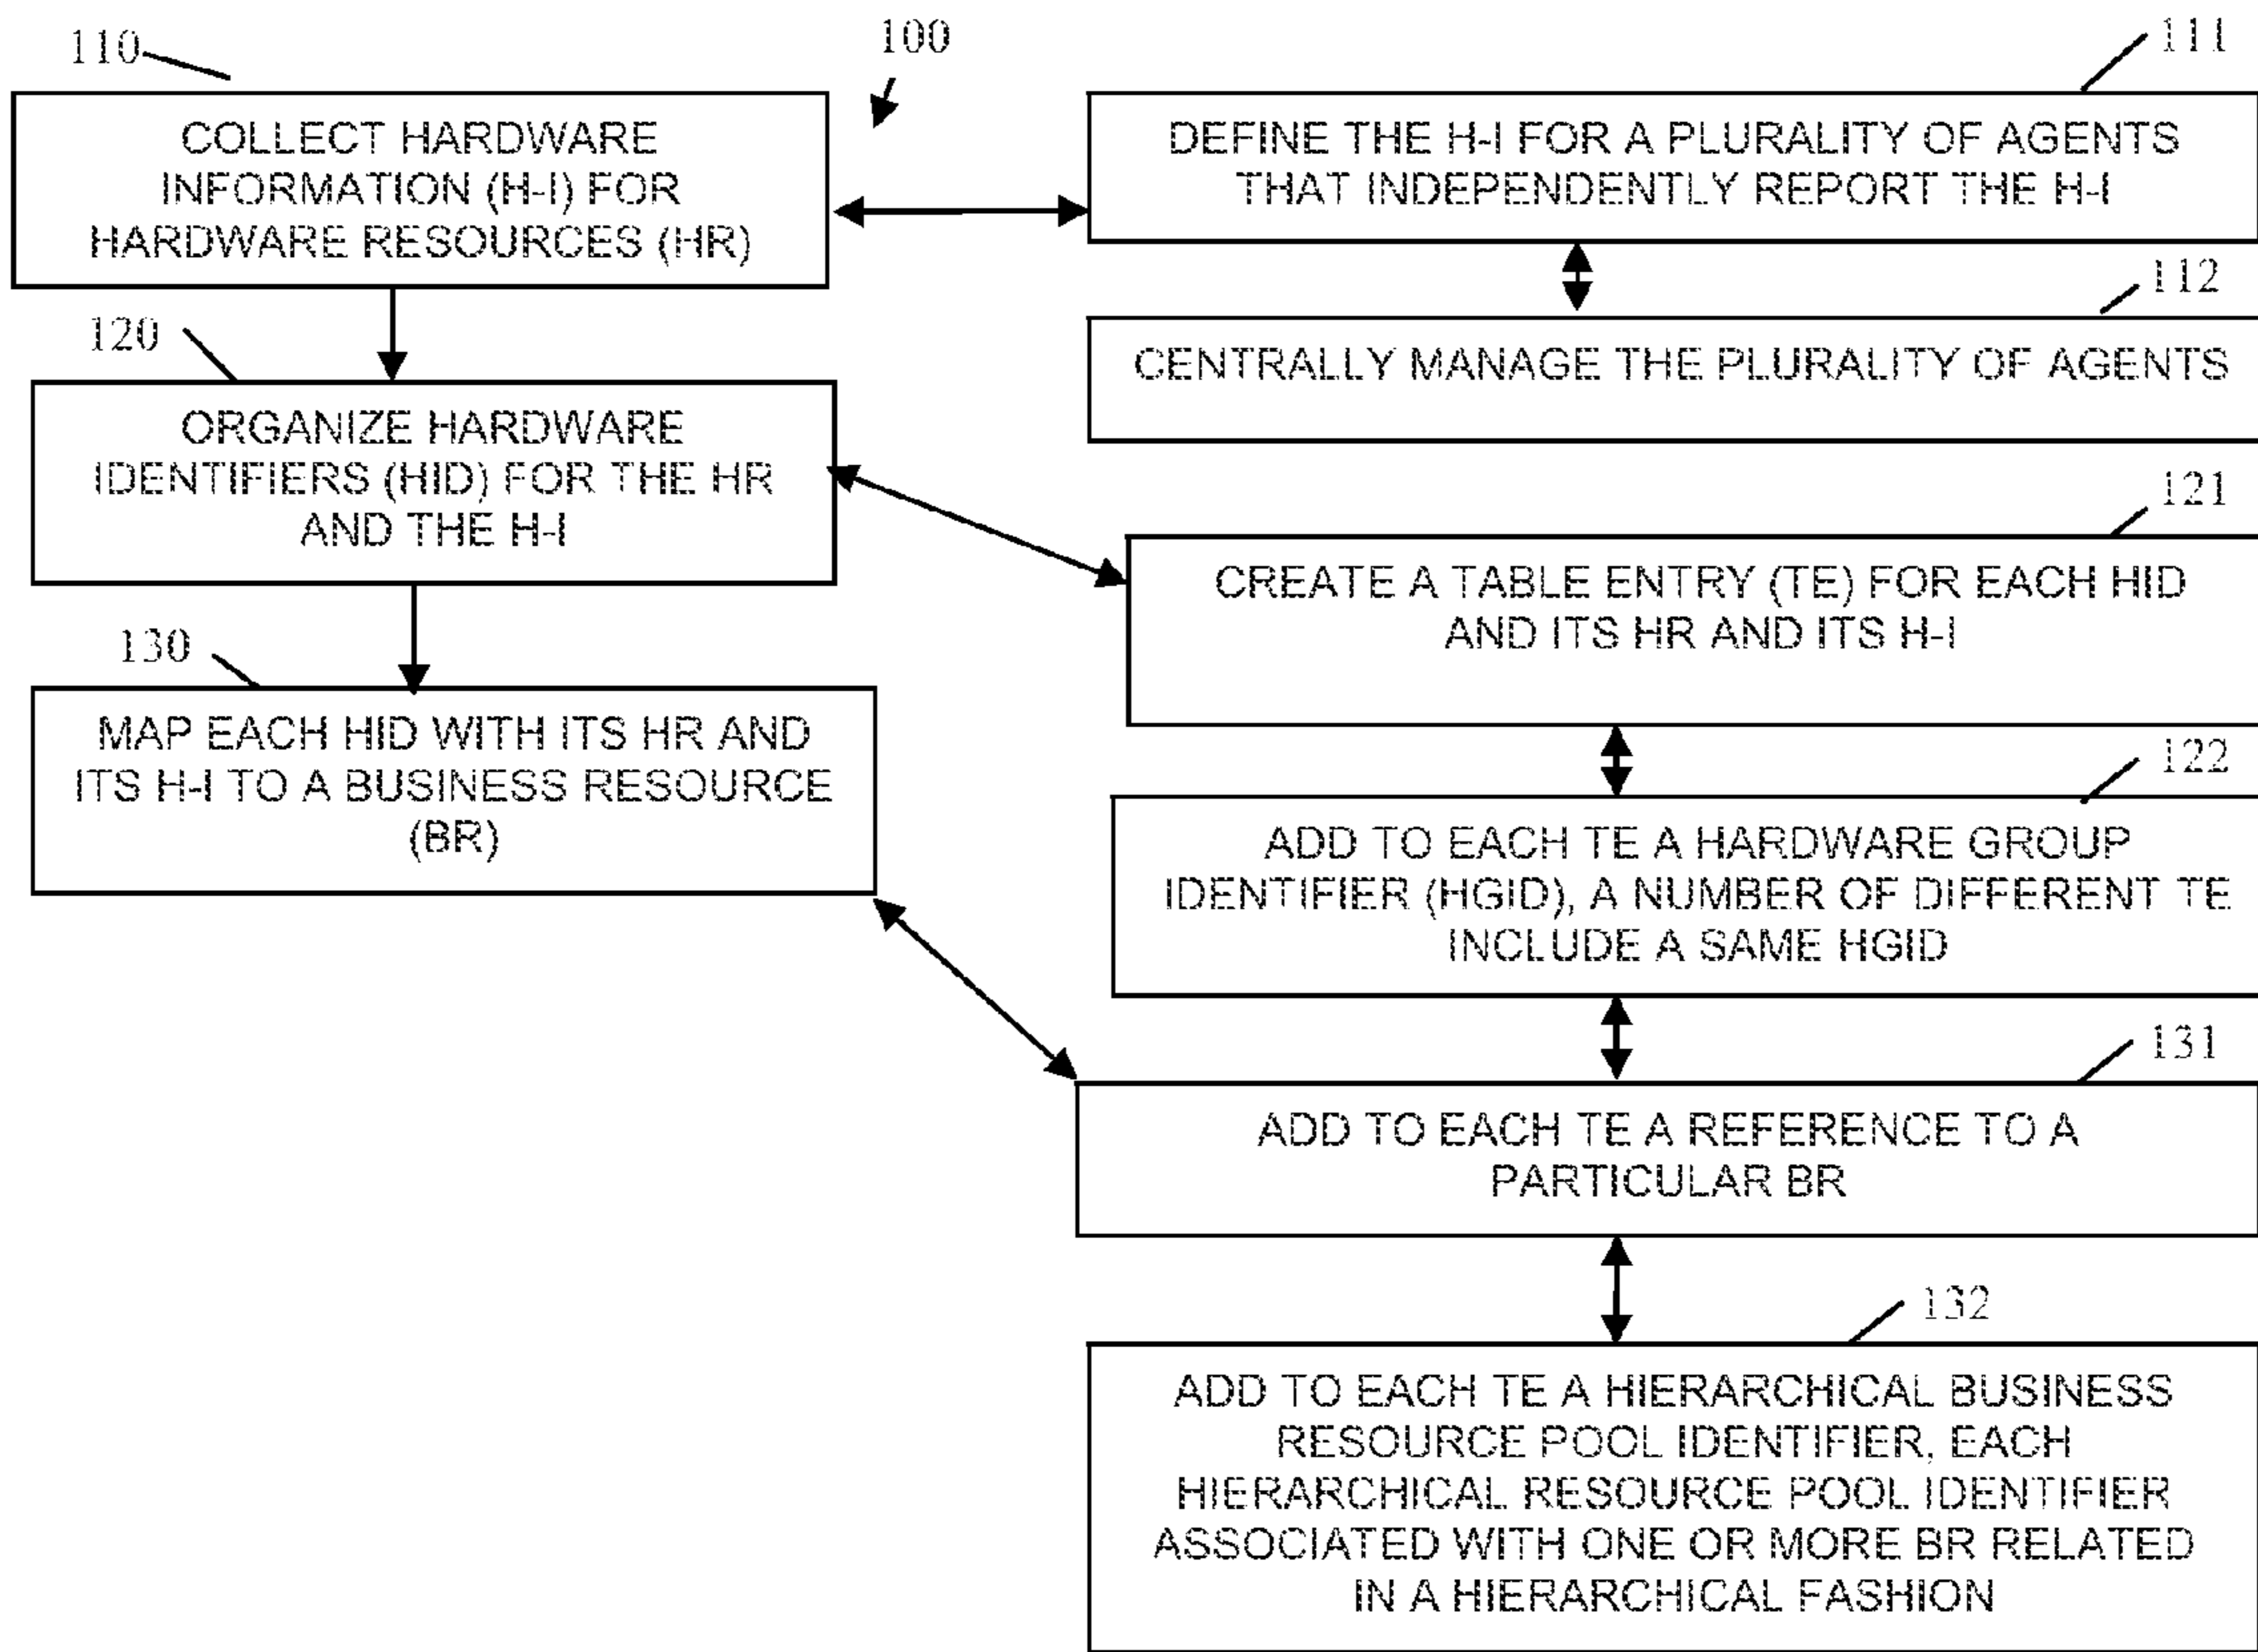 110
100
COLLECT HARDWARE
INFORMATION (H-I) FOR
HARDWARE RESOURCES (HR)
111
DEFINE THE H-I FOR A PLURALITY OF AGENTS
THAT INDEPENDENTLY REPORT THE H-I
112
CENTRALLY MANAGE THE PLURALITY OF AGENTS
120
ORGANIZE HARDWARE
IDENTIFIERS (HID) FOR THE HR
AND THE H-I
121
CREATE A TABLE ENTRY (TE) FOR EACH HID
AND ITS HR AND ITS H-I
130
MAP EACH HID WITH ITS HR AND
ITS H-I TO A BUSINESS RESOURCE
(BR)
122
ADD TO EACH TE A HARDWARE GROUP
IDENTIFIER (HGID), A NUMBER OF DIFFERENT TE
INCLUDE A SAME HGID
131
ADD TO EACH TE A REFERENCE TO A
PARTICULAR BR
132
ADD TO EACH TE A HIERARCHICAL BUSINESS
RESOURCE POOL IDENTIFIER, EACH
HIERARCHICAL RESOURCE POOL IDENTIFIER
ASSOCIATED WITH ONE OR MORE BR RELATED
IN A HIERARCHICAL FASHION